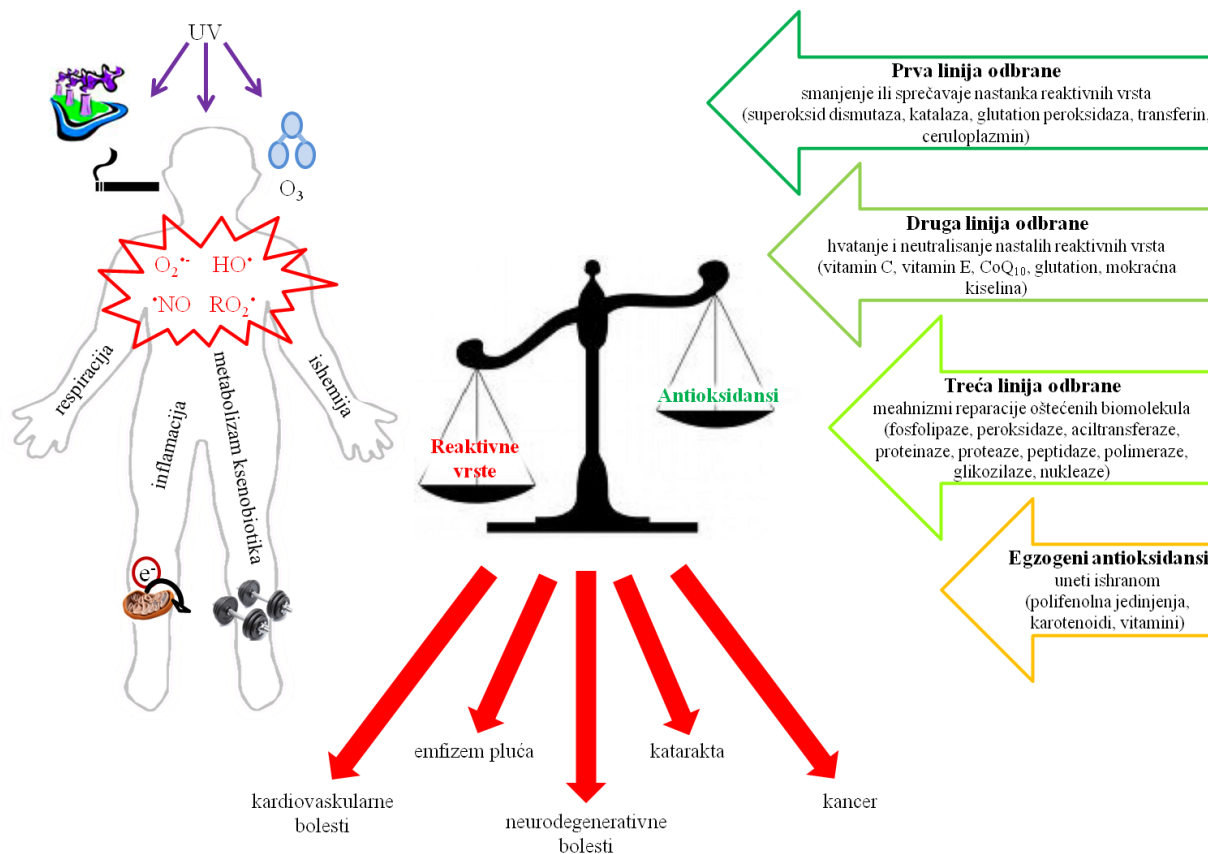 UV
O₃
O₂•- HO•
•NO RO₂•
respiracija
inflamacija
metabolizam ksenobiotika
ishemija
e-
Reaktivne
vrste
Antioksidansi
emfizem pluća
katarakta
kardiovaskularne
bolesti
neurodegenerativne
bolesti
kancer
Prva linija odbrane
smanjenje ili sprečavaje nastanka reaktivnih vrsta
(superoksid dismutaza, katalaza, glutation peroksidaza, transferin,
ceruloplazmin)
Druga linija odbrane
hvatanje i neutralisanje nastalih reaktivnih vrsta
(vitamin C, vitamin E, CoQ₁₀, glutation, mokraćna
kiselina)
Treća linija odbrane
meahnizmi reparacije oštećenih biomolekula
(fosfolipaze, peroksidaze, aciltransferaze,
proteinaze, proteaze, peptidaze, polimeraze,
glikozilaze, nukleaze)
Egzogeni antioksidansi
uneti ishranom
(polifenolna jedinjenja,
karotenoidi, vitamini)